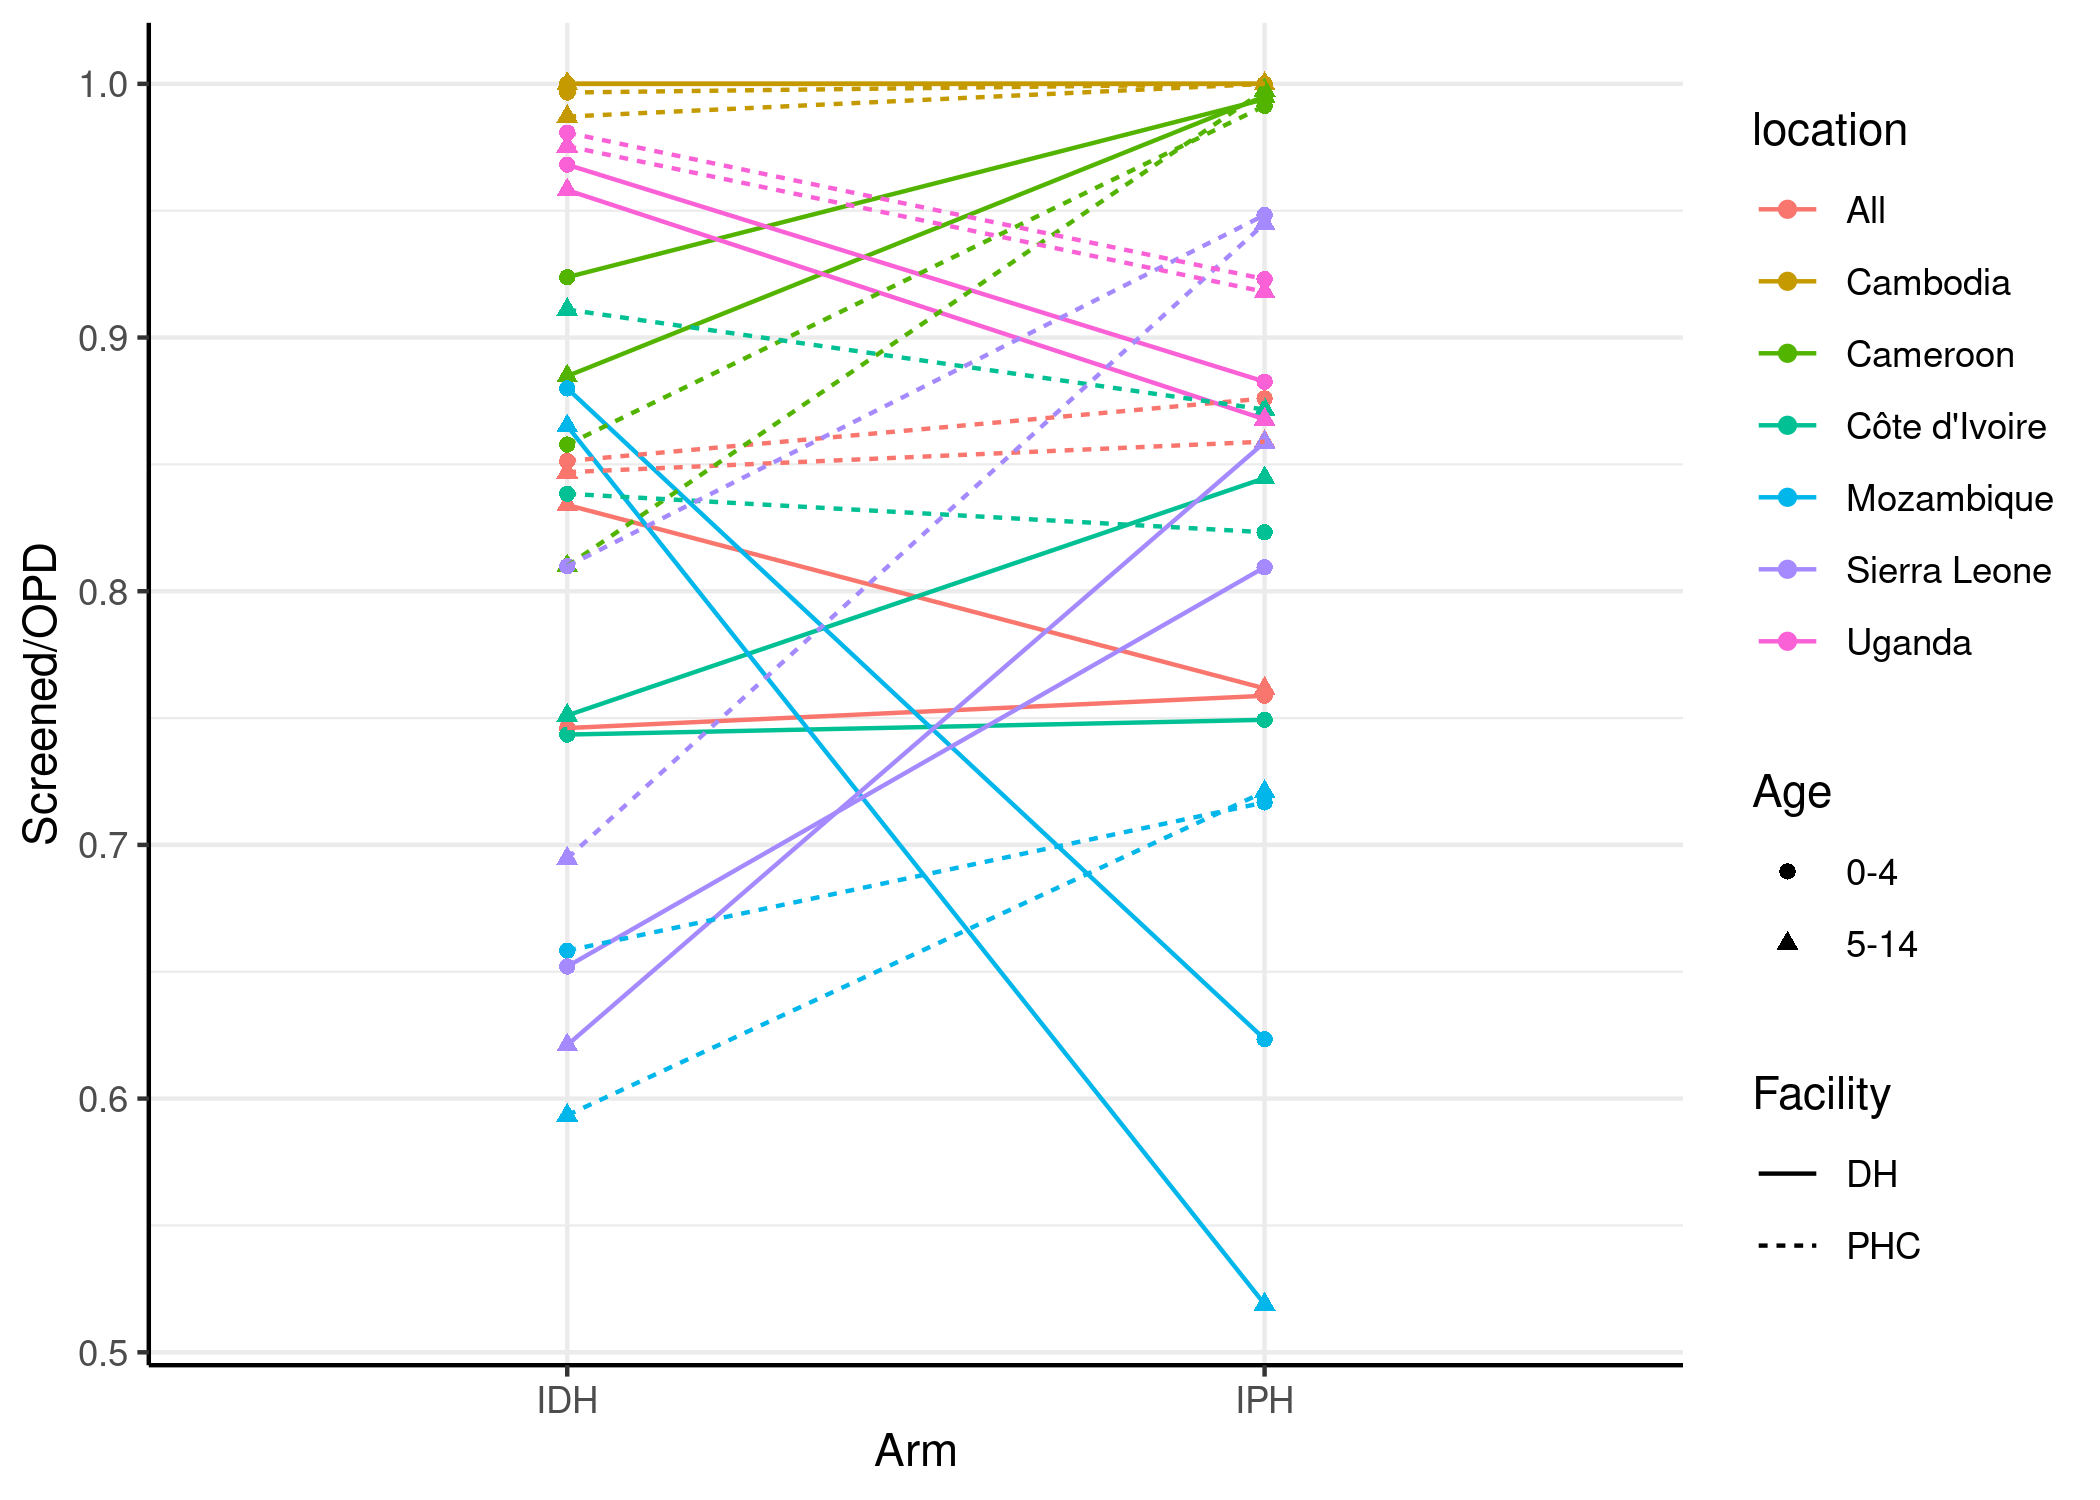 Screened/OPD
1.0
0.9
0.8
0.7
0.6
0.5
IDH
IPH
Arm
location
All
Cambodia
Cameroon
Côte d'Ivoire
Mozambique
Sierra Leone
Uganda
Age
0-4
5-14
Facility
DH
PHC